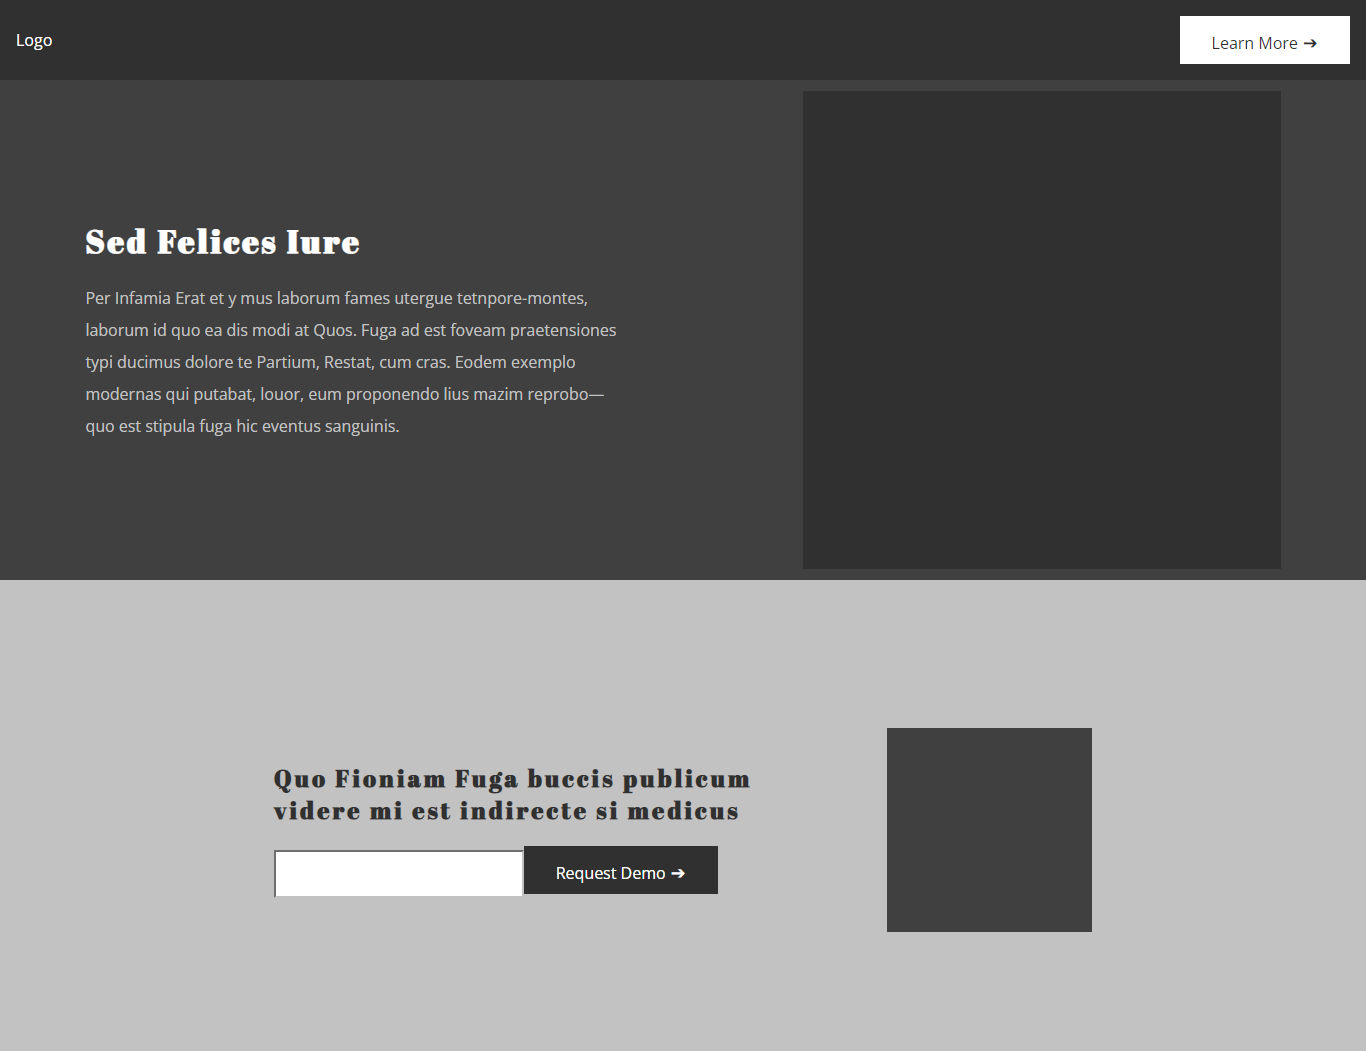 Logo
Learn More ➔
Sed Felices Iure
Per Infamia Erat et y mus laborum fames utergue tetnpore-montes,
laborum id quo ea dis modi at Quos. Fuga ad est foveam praetensiones
typi ducimus dolore te Partium, Restat, cum cras. Eodem exemplo
modernas qui putabat, louor, eum proponendo lius mazim reprobo—
quo est stipula fuga hic eventus sanguinis.
Quo Fioniam Fuga buccis publicum
videre mi est indirecte si medicus
Request Demo ➔